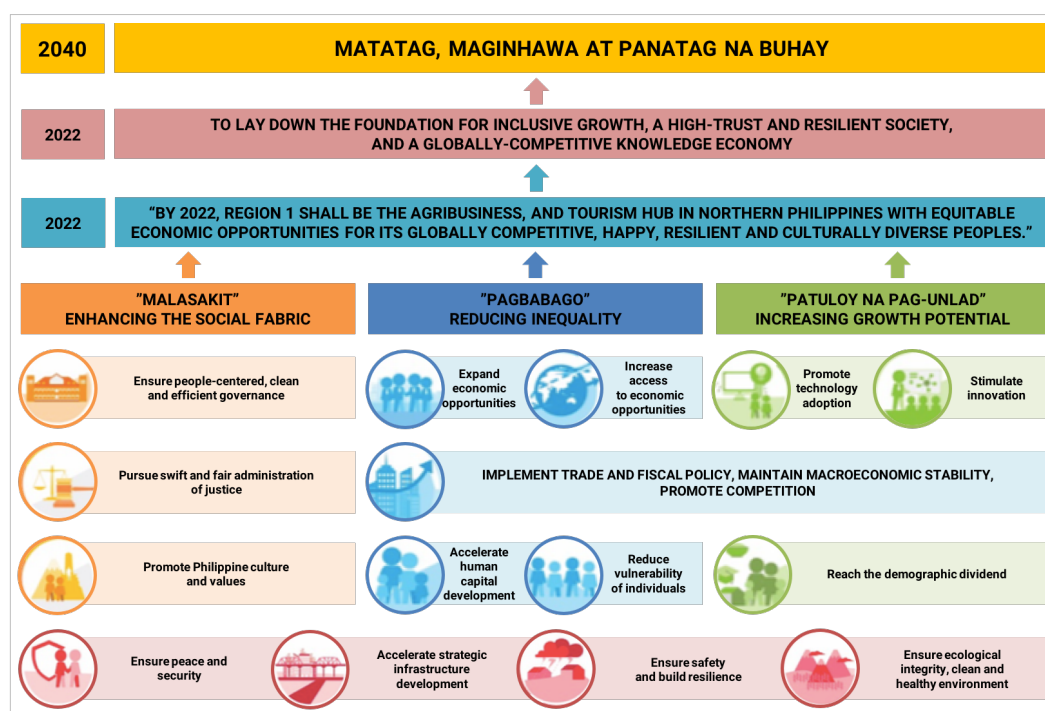 2040
MATATAG, MAGINHAWA AT PANATAG NA BUHAY
2022
TO LAY DOWN THE FOUNDATION FOR INCLUSIVE GROWTH, A HIGH-TRUST AND RESILIENT SOCIETY,
AND A GLOBALLY-COMPETITIVE KNOWLEDGE ECONOMY
2022
“BY 2022, REGION 1 SHALL BE THE AGRIBUSINESS, AND TOURISM HUB IN NORTHERN PHILIPPINES WITH EQUITABLE
ECONOMIC OPPORTUNITIES FOR ITS GLOBALLY COMPETITIVE, HAPPY, RESILIENT AND CULTURALLY DIVERSE PEOPLES.”
”MALASAKIT”
ENHANCING THE SOCIAL FABRIC
”PAGBABAGO”
REDUCING INEQUALITY
”PATULOY NA PAG-UNLAD”
INCREASING GROWTH POTENTIAL
Ensure people-centered, clean
and efficient governance
Expand
economic
opportunities
Increase
access
to economic
opportunities
Promote
technology
adoption
Stimulate
innovation
Pursue swift and fair administration
of justice
IMPLEMENT TRADE AND FISCAL POLICY, MAINTAIN MACROECONOMIC STABILITY,
PROMOTE COMPETITION
Promote Philippine culture
and values
Accelerate
human
capital
development
Reduce
vulnerability
of individuals
Reach the demographic dividend
Ensure peace and
security
Accelerate strategic
infrastructure
development
Ensure safety
and build resilience
Ensure ecological
integrity, clean and
healthy environment